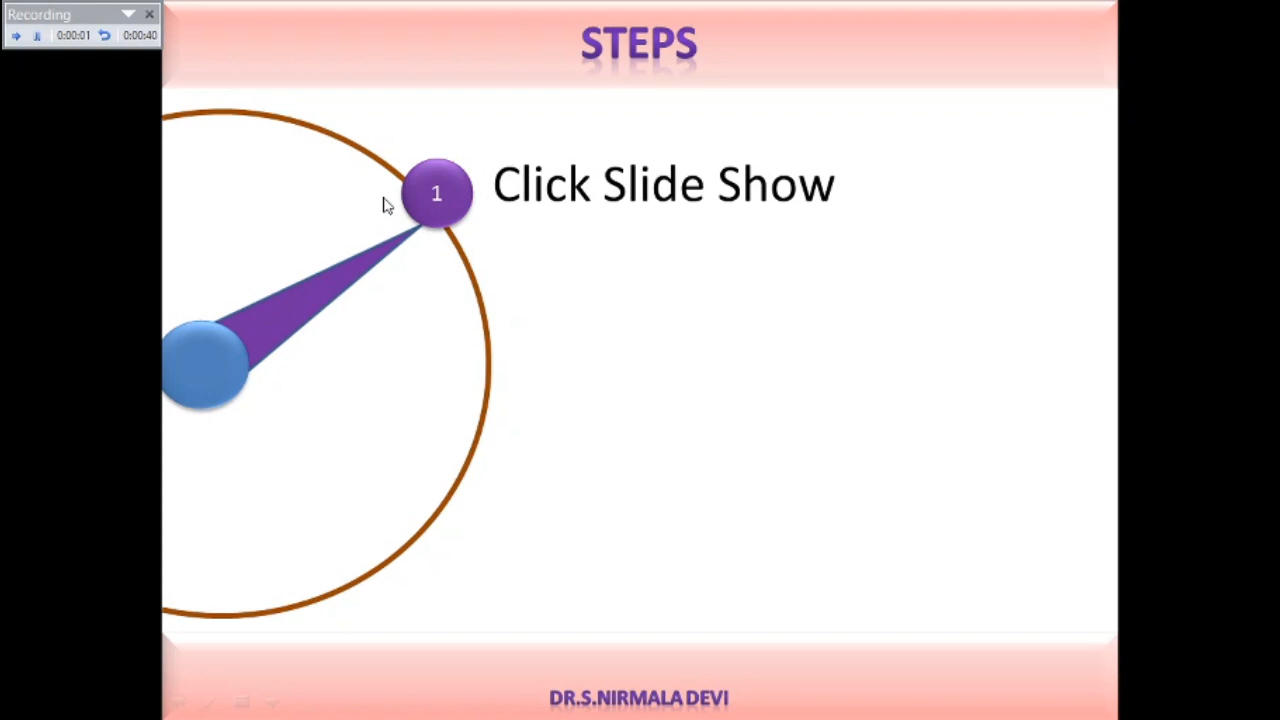 Recording
0:00:01 0:00:40
STEPS
1 Click Slide Show
DR.S.NIRMALA DEVI